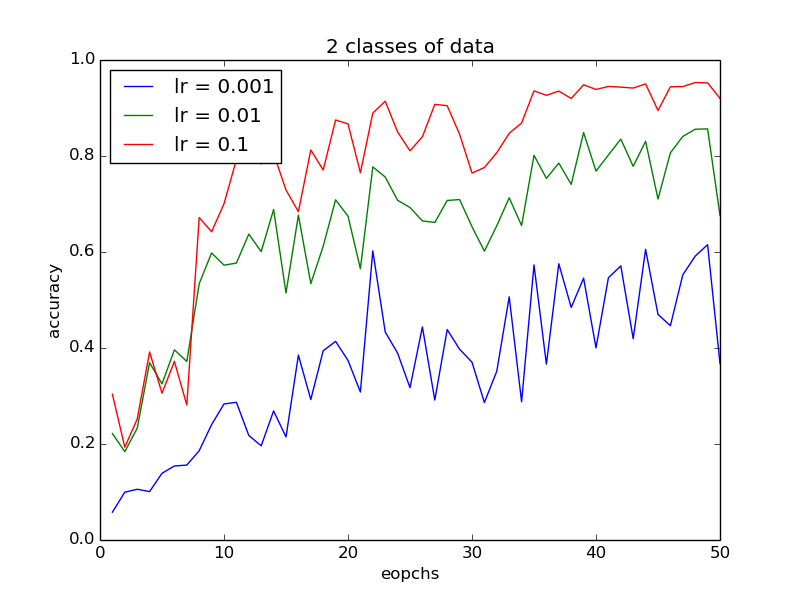 2 classes of data
1.0
0.8
0.6
0.4
0.2
0.0
accuracy
lr = 0.001
lr = 0.01
lr = 0.1
0 10 20 30 40 50
eopchs